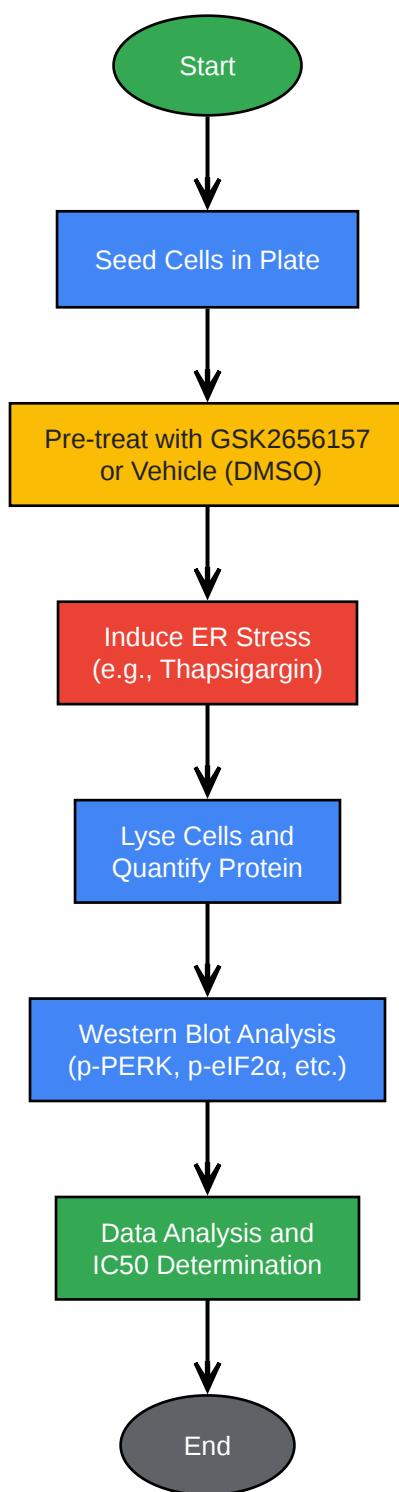 Start
Seed Cells in Plate
Pre-treat with GSK2656157
or Vehicle (DMSO)
Induce ER Stress
(e.g., Thapsigargin)
Lyse Cells and
Quantify Protein
Western Blot Analysis
(p-PERK, p-eIF2α, etc.)
Data Analysis and
IC50 Determination
End